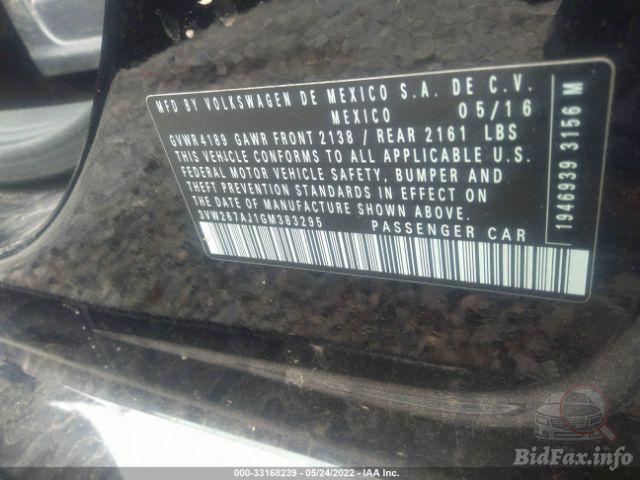 MFD BY VOLKSWAGEN DE MEXICO S.A. DE C.V.
MEXICO 05/16
GVWR 4189 GAWR FRONT 2138 / REAR 2161 LBS
THIS VEHICLE CONFORMS TO ALL APPLICABLE U.S.
FEDERAL MOTOR VEHICLE SAFETY, BUMPER AND
THEFT PREVENTION STANDARDS IN EFFECT ON
THE DATE OF MANUFACTURE SHOWN ABOVE.
3VW267AJ1GM383295 PASSENGER CAR
1946939 3156 M
BidFax.info
000-33168239 - 05/24/2022 - IAA Inc.